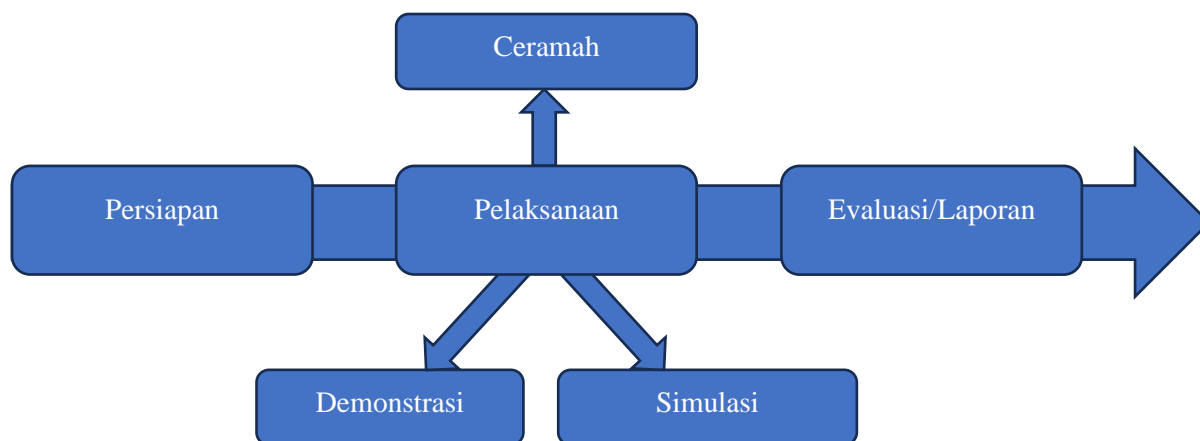 Ceramah
Persiapan
Pelaksanaan
Evaluasi/Laporan
Demonstrasi
Simulasi